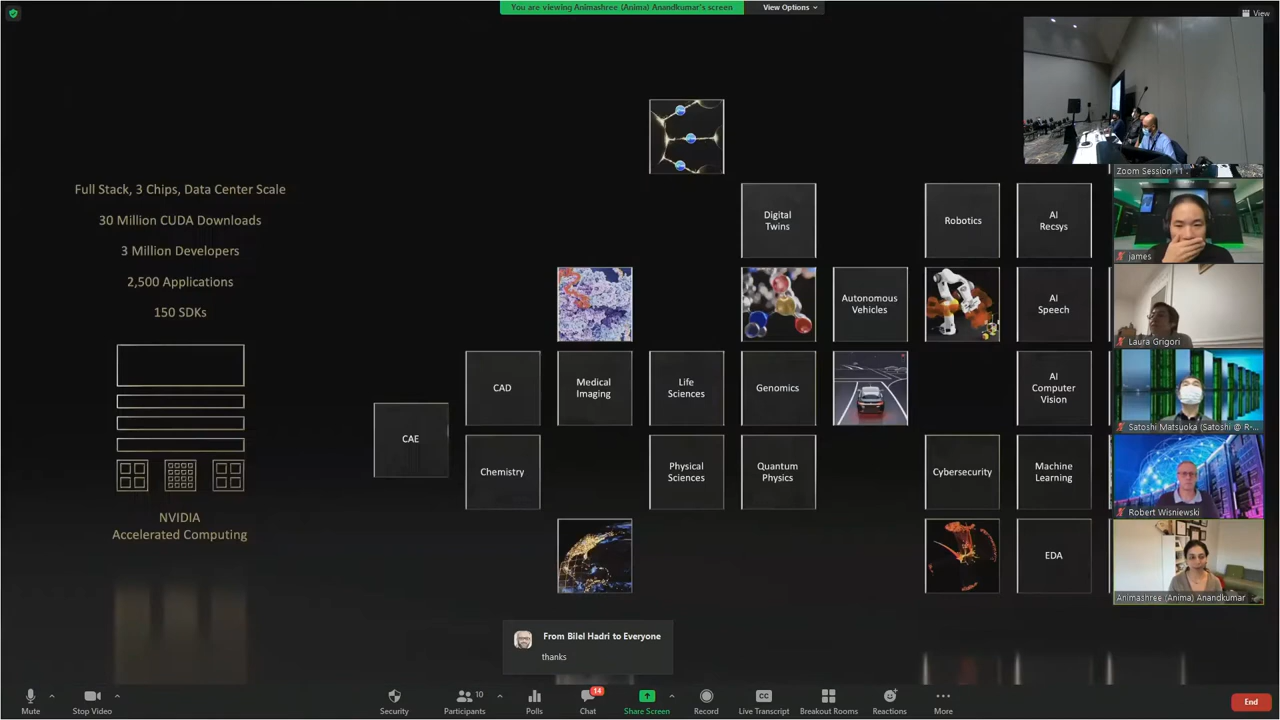 You are viewing Animashree (Anima) Anandkumar's screen
View Options
View
Full Stack, 3 Chips, Data Center Scale
30 Million CUDA Downloads
3 Million Developers
2,500 Applications
150 SDKs
NVIDIA
Accelerated Computing
Digital
Twins
Robotics
AI
Recsys
Autonomous
Vehicles
AI
Speech
CAD
Medical
Imaging
Life
Sciences
Genomics
AI
Computer
Vision
CAE
Chemistry
Physical
Sciences
Quantum
Physics
Cybersecurity
Machine
Learning
EDA
Zoom Session 11
james
Laura Grigori
Satoshi Matsuoka (Satoshi @ R-...
Robert Wisniewski
Animashree (Anima) Anandkumar
From Bilel Hadri to Everyone
thanks
Mute
Stop Video
Security
Participants
10
Polls
Chat
14
Share Screen
Record
CC
Live Transcript
Breakout Rooms
Reactions
More
End